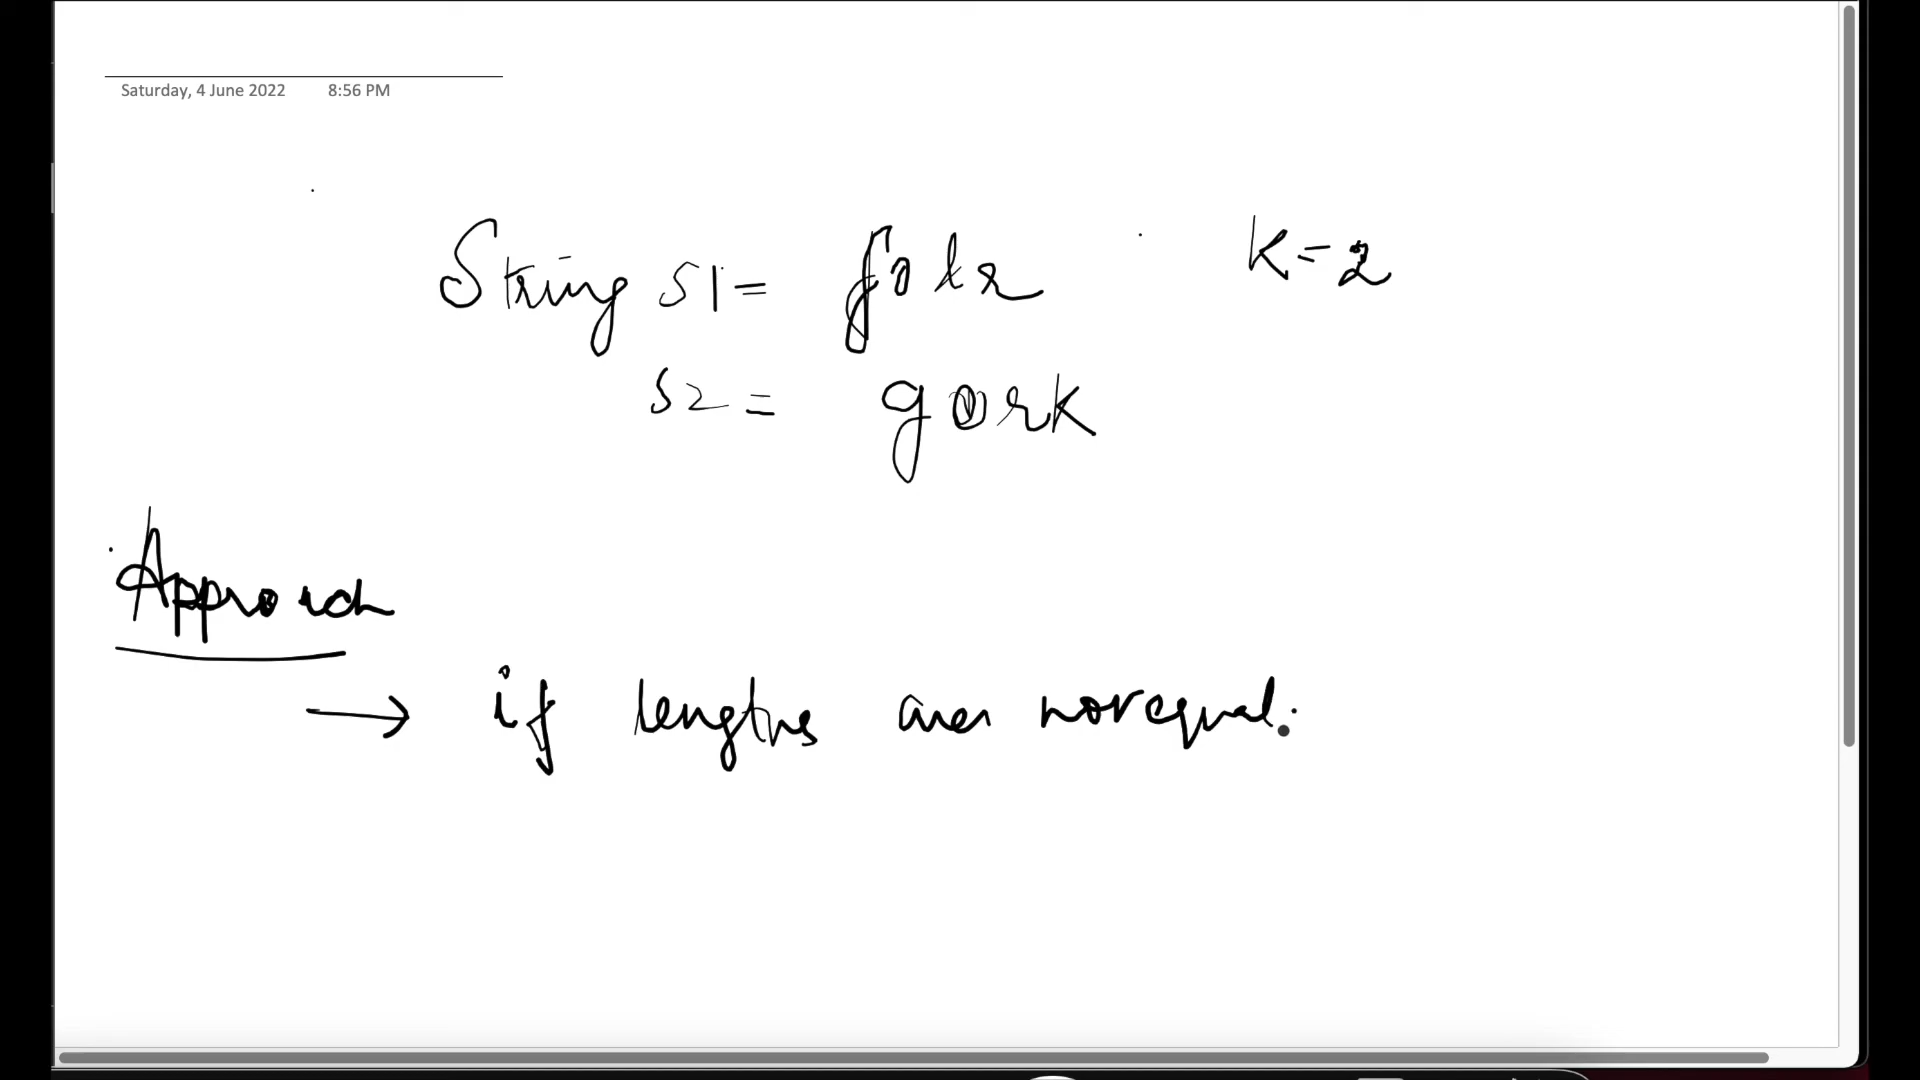 Saturday, 4 June 2022 8:56 PM
String s1 = fokr K=2
s2 = gork
Approach
→ if lengths are not equal.